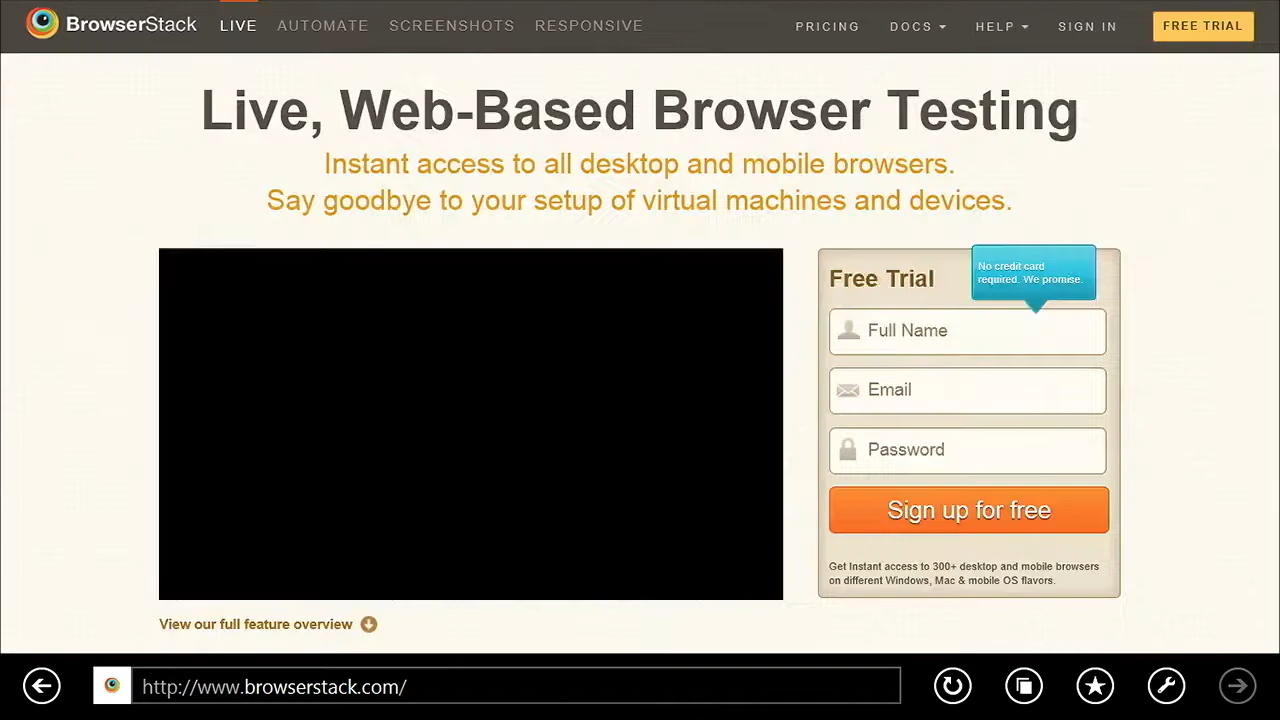 BrowserStack LIVE AUTOMATE SCREENSHOTS RESPONSIVE PRICING DOCS HELP SIGN IN FREE TRIAL
Live, Web-Based Browser Testing
Instant access to all desktop and mobile browsers.
Say goodbye to your setup of virtual machines and devices.
Free Trial
No credit card
required. We promise.
Full Name
Email
Password
Sign up for free
Get Instant access to 300+ desktop and mobile browsers
on different Windows, Mac & mobile OS flavors.
View our full feature overview
http://www.browserstack.com/